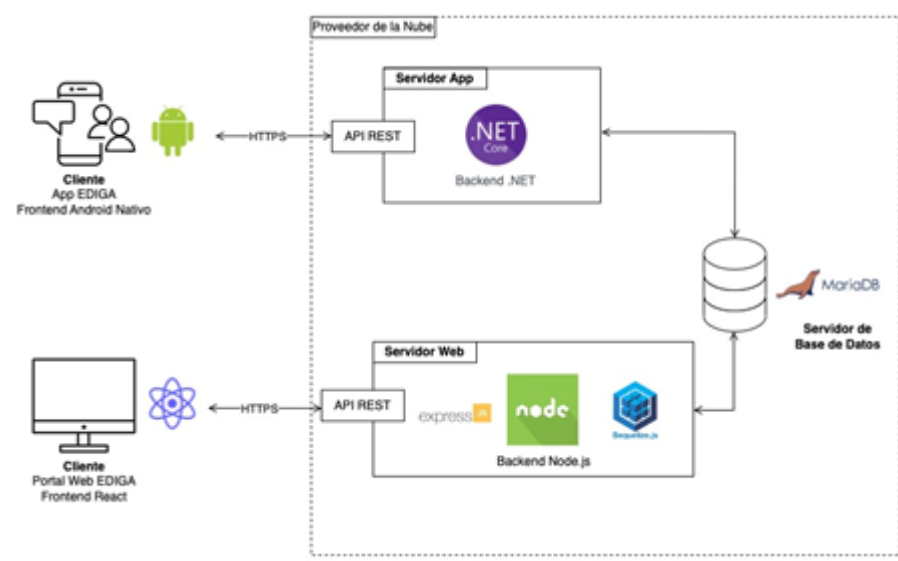 Proveedor de la Nube
Servidor App
.NET
Core
Backend .NET
API REST
HTTPS
Cliente
App EDIGA
Frontend Android Nativo
MariaDB
Servidor de
Base de Datos
Servidor Web
express JS
node
Sequelize.js
Backend Node.js
API REST
HTTPS
Cliente
Portal Web EDIGA
Frontend React